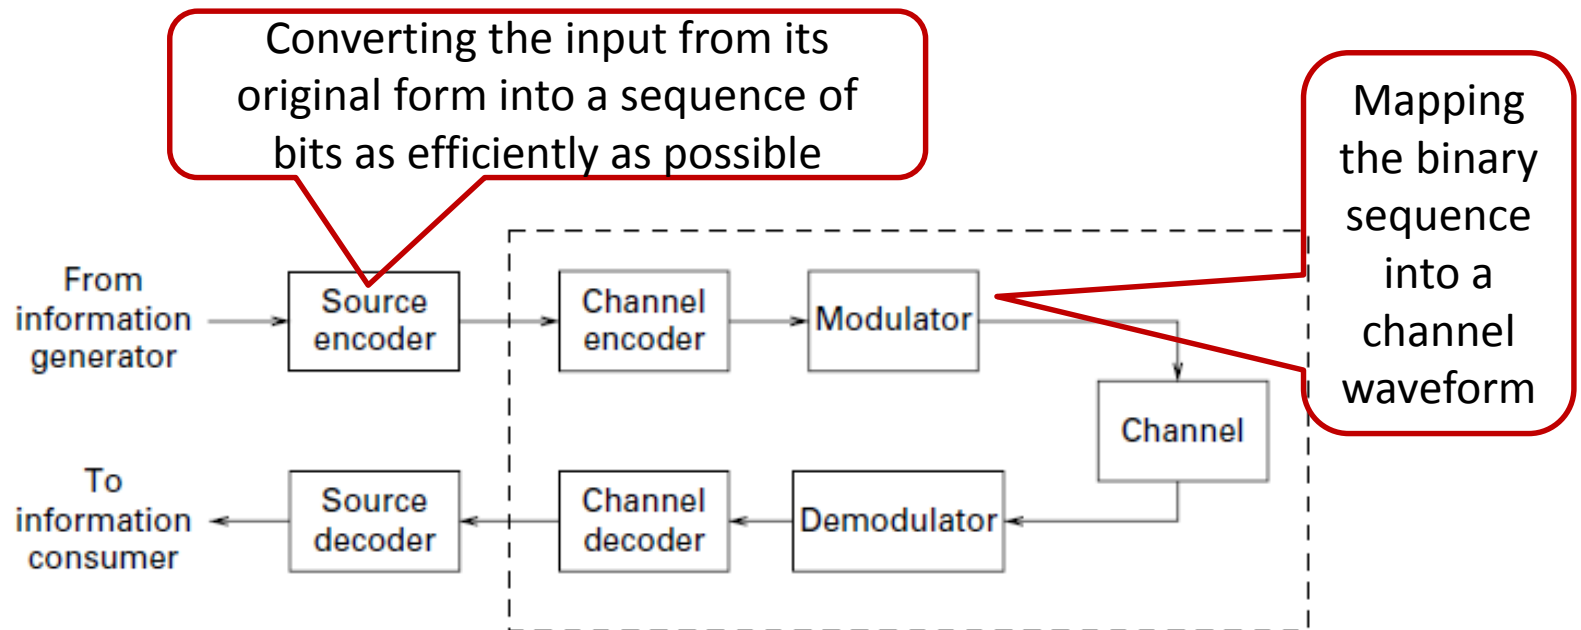 Converting the input from its
original form into a sequence of
bits as efficiently as possible
Mapping
the binary
sequence
into a
channel
waveform
From
information
generator
Source
encoder
Channel
encoder
Modulator
Channel
To
information
consumer
Source
decoder
Channel
decoder
Demodulator